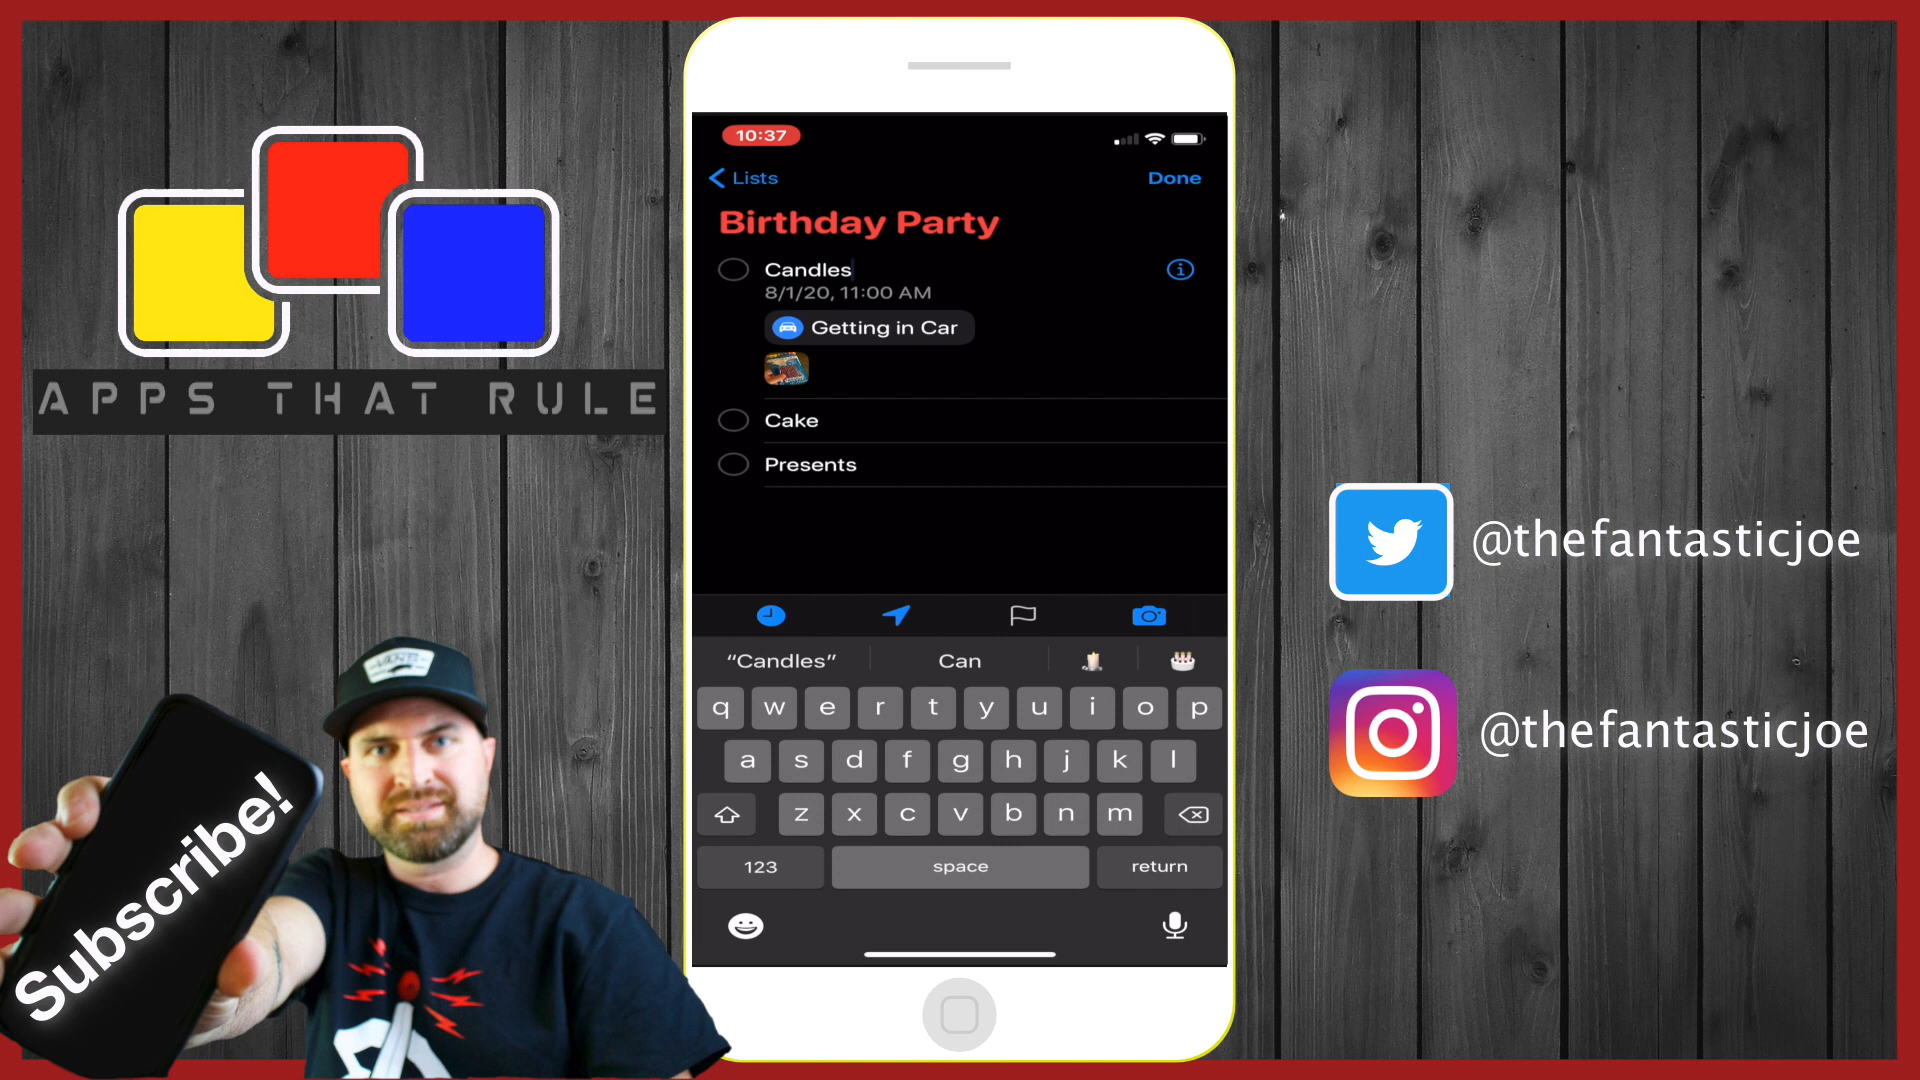 APPS THAT RULE
VANS
Subscribe!
10:37
Lists
Done
Birthday Party
Candles
8/1/20, 11:00 AM
Getting in Car
Cake
Presents
“Candles”
Can
q w e r t y u i o p
a s d f g h j k l
z x c v b n m
123
space
return
@thefantasticjoe
@thefantasticjoe